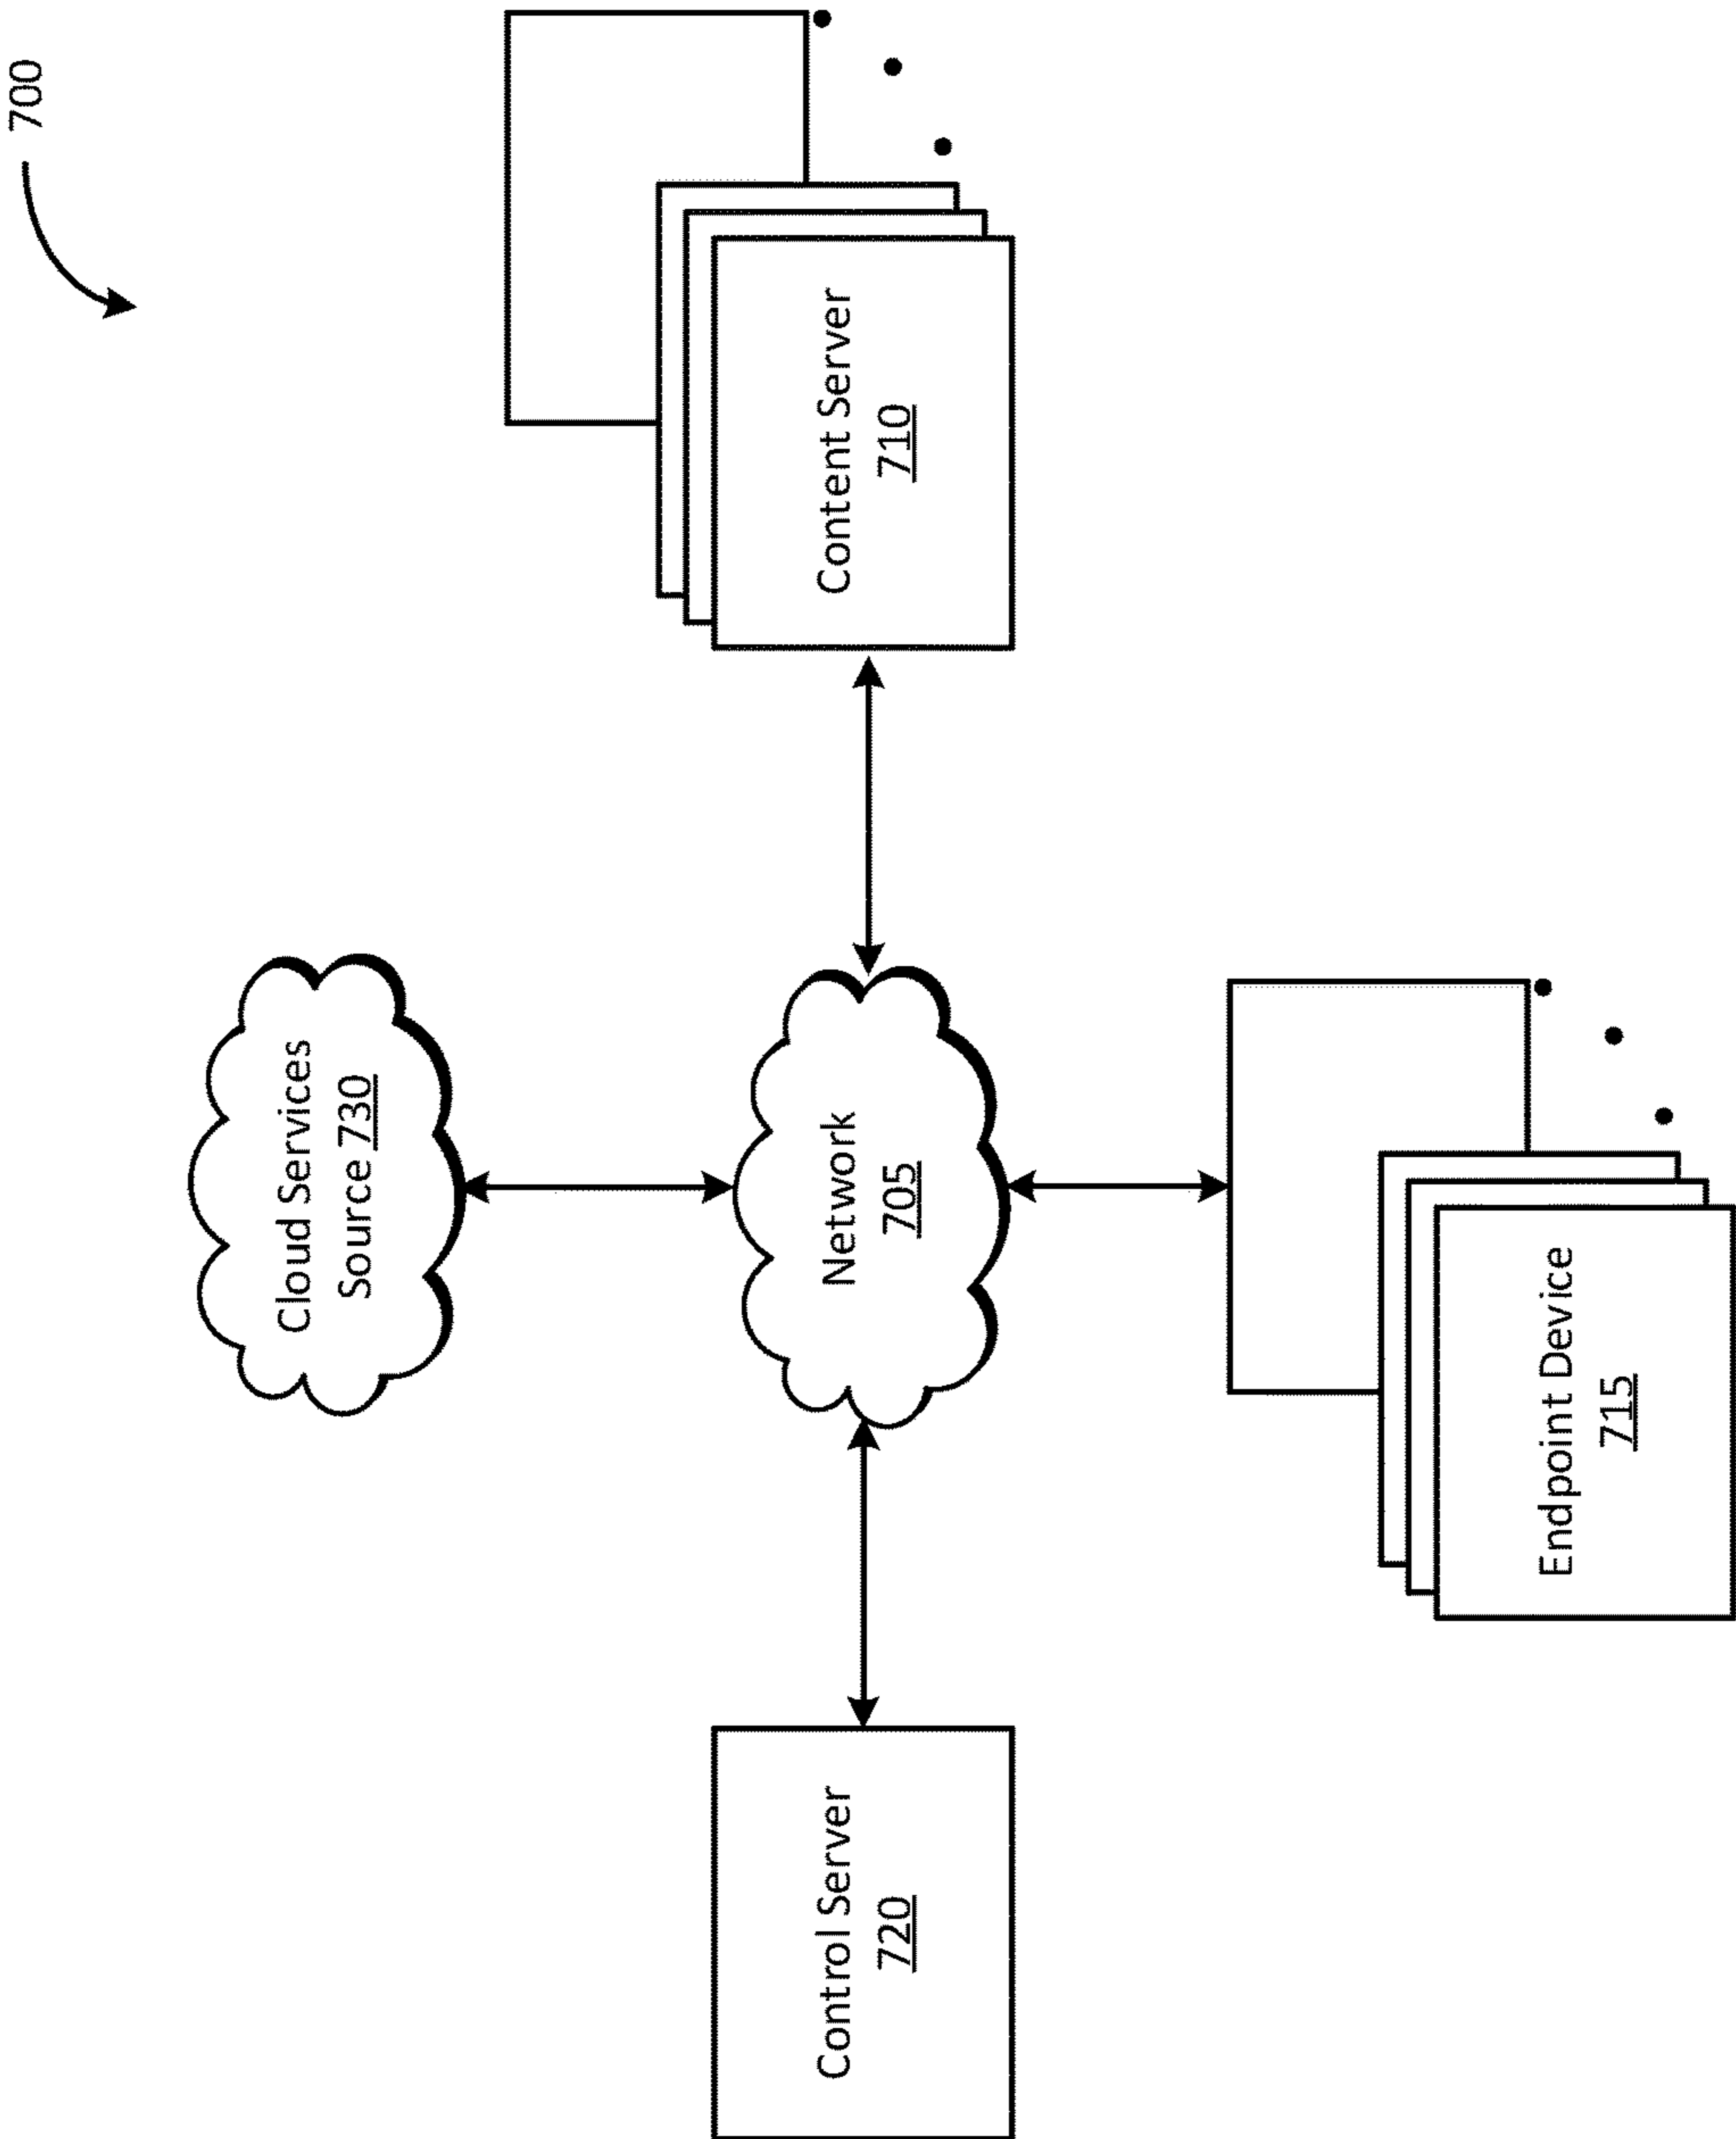 700
Cloud Services
Source 730
Control Server
720
Network
705
Content Server
710
Endpoint Device
715